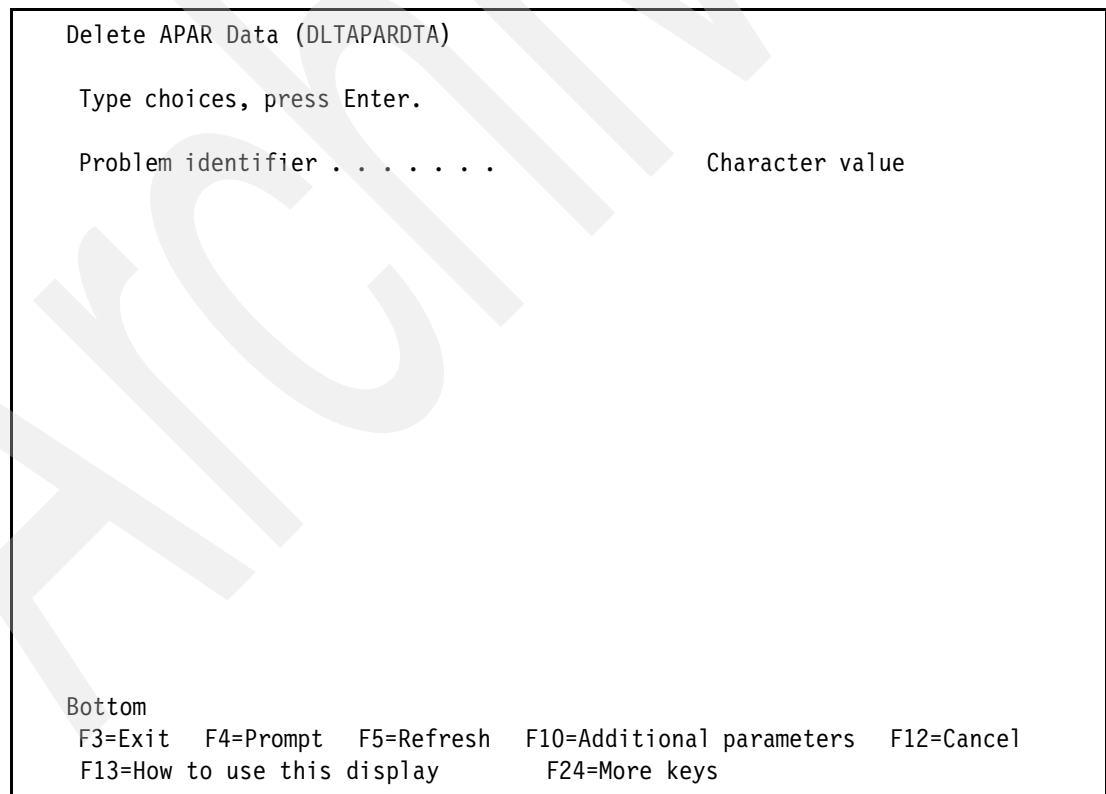 Delete APAR Data (DLTAPARDTA)
Type choices, press Enter.
Problem identifier . . . . . . . Character value
Bottom
F3=Exit F4=Prompt F5=Refresh F10=Additional parameters F12=Cancel
F13=How to use this display F24=More keys